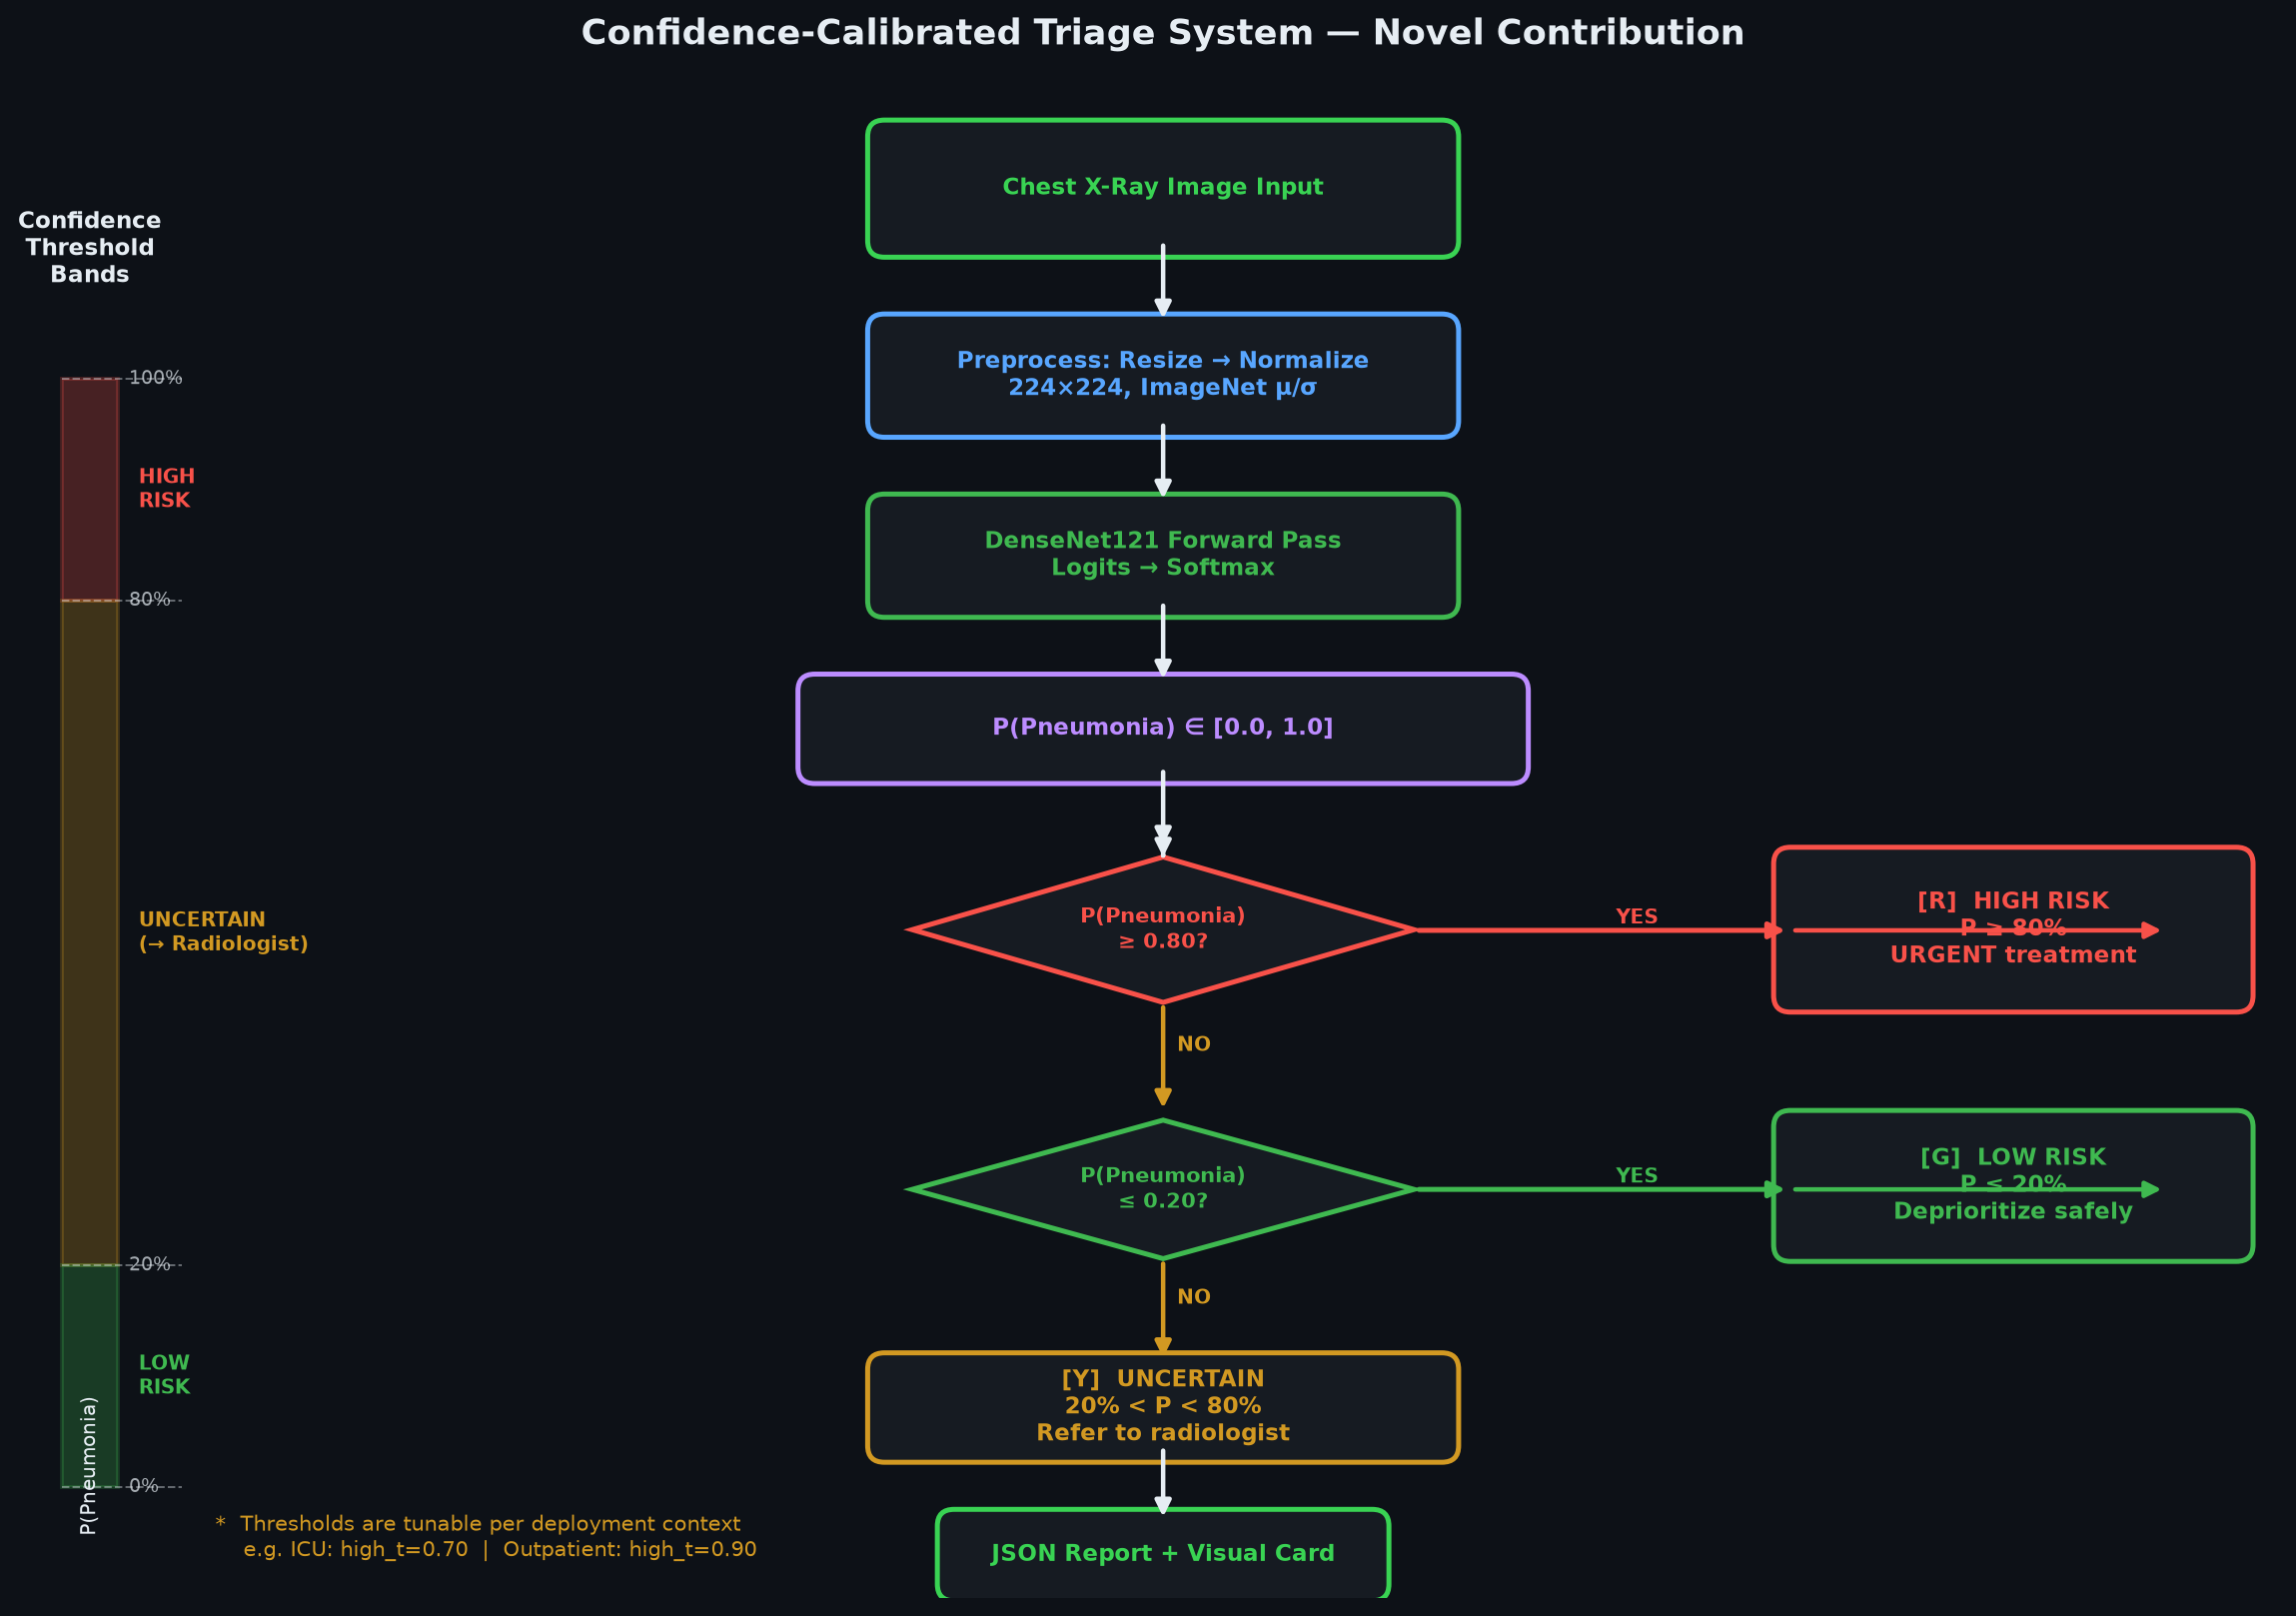 Confidence-Calibrated Triage System — Novel Contribution
Chest X-Ray Image Input
Confidence
Threshold
Bands
Preprocess: Resize → Normalize
224×224, ImageNet μ/σ
100%
HIGH
RISK
DenseNet121 Forward Pass
Logits → Softmax
80%
P(Pneumonia) ∈ [0.0, 1.0]
P(Pneumonia)
≥ 0.80?
YES
[R]  HIGH RISK
P ≥ 80%
URGENT treatment
UNCERTAIN
(→ Radiologist)
NO
P(Pneumonia)
≤ 0.20?
YES
[G]  LOW RISK
P ≤ 20%
Deprioritize safely
20%
NO
LOW
RISK
[Y]  UNCERTAIN
20% < P < 80%
Refer to radiologist
P(Pneumonia)
0%
*  Thresholds are tunable per deployment context
e.g. ICU: high_t=0.70  |  Outpatient: high_t=0.90
JSON Report + Visual Card